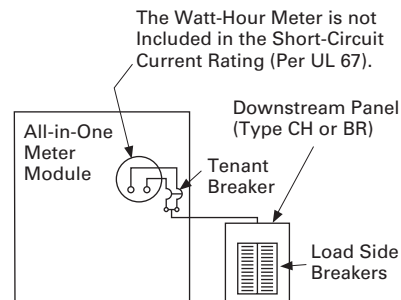 The Watt-Hour Meter is not
Included in the Short-Circuit
Current Rating (Per UL 67).
Downstream Panel
(Type CH or BR)
All-in-One
Meter
Module
Tenant
Breaker
Load Side
Breakers